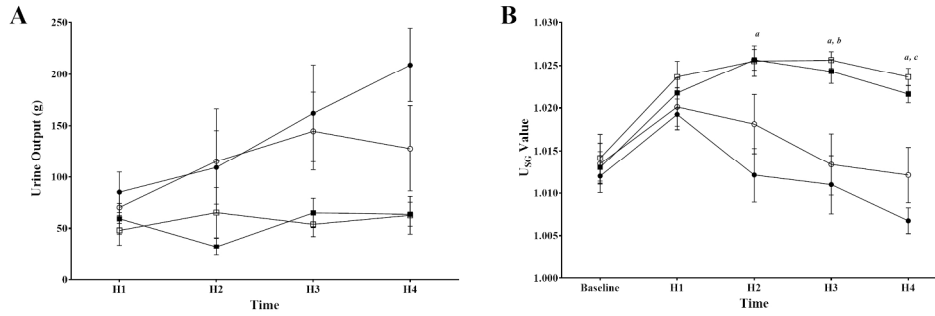 A
B
250
200
150
100
50
0
Urine Output (g)
H1 H2 H3 H4
Time
1.030
1.025
1.020
1.015
1.010
1.005
1.000
USG Value
a
a, b
a, c
Baseline H1 H2 H3 H4
Time